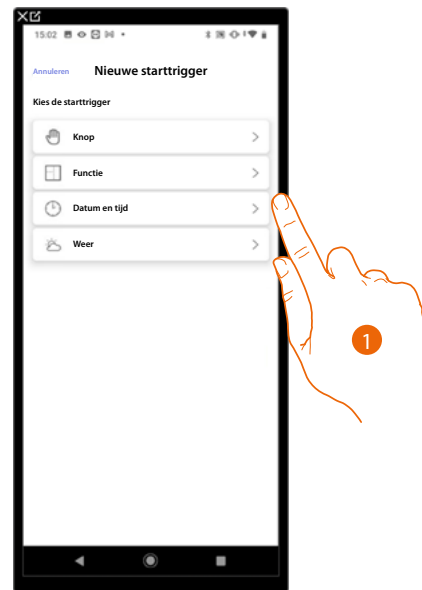 15:02
Annuleren Nieuwe starttrigger
Kies de starttrigger
Knop
Functie
Datum en tijd
Weer
1